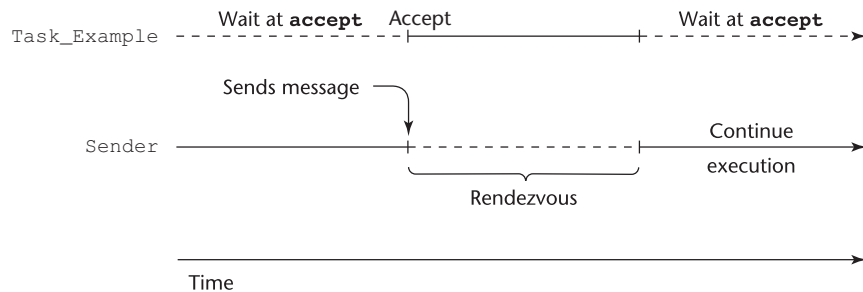 Wait at accept Accept Wait at accept
Task_Example
Sends message
Sender
Continue
execution
Rendezvous
Time